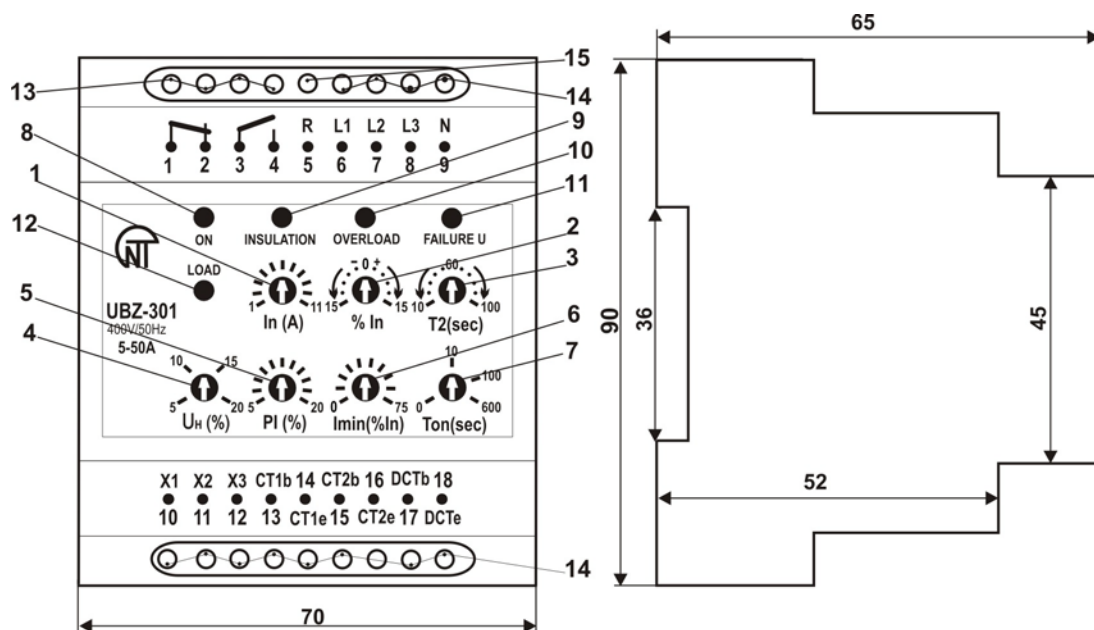 65
15
13
14
8
9
R L1 L2 L3 N
1 2 3 4 5 6 7 8 9
10
1
11
12
ON INSULATION OVERLOAD FAILURE U
2
NT
LOAD
- 0 +
60
3
5
1 11 15 15 10 100
UBZ-301
In (A) % In T2(sec)
400V/50Hz
6
4
5-50A
90
36
45
10 15
10
7
100
5 20 5 20 0 75 0 600
UH (%) PI (%) Imin(%In) Ton(sec)
X1 X2 X3 CT1b 14 CT2b 16 DCTb 18
10 11 12 13 CT1e 15 CT2e 17 DCTe
52
14
70